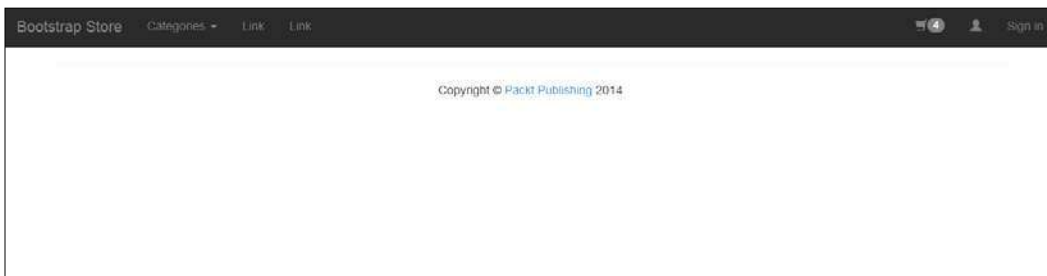 Bootstrap Store Categories Link Link 4 Sign in
Copyright © Packt Publishing 2014